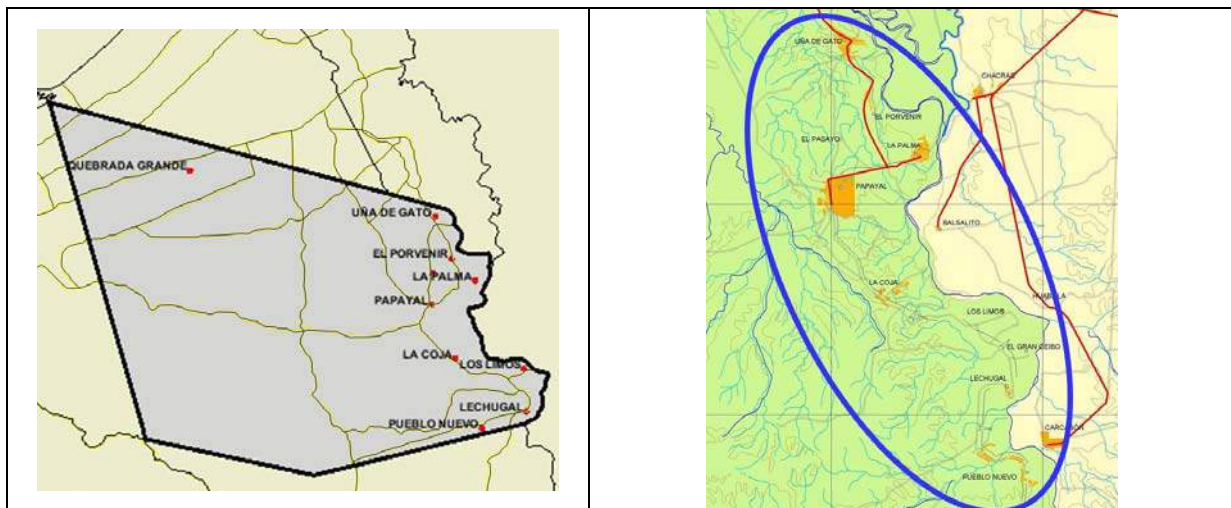 QUEBRADA GRANDE
UÑA DE GATO
EL PORVENIR
LA PALMA
PAPAYAL
LA COJA
LOS LIMOS
LECHUGAL
PUEBLO NUEVO
UÑA DE GATO
CHACRAS
EL PORVENIR
EL PASAYO
LA PALMA
PAPAYAL
BALSALITO
LA COJA
LOS LIMOS
EL GRAN CEIBO
LECHUGAL
PUEBLO NUEVO